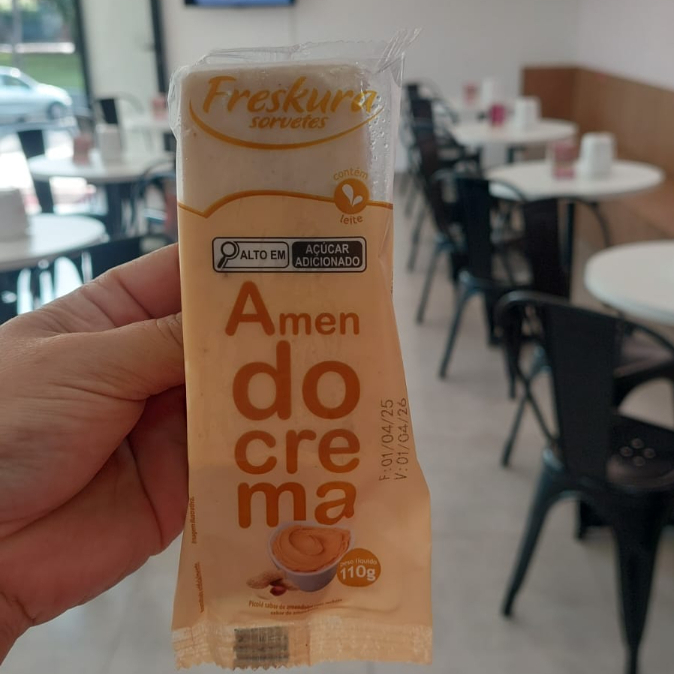 Freskura
sorvetes
contém
leite
ALTO EM
AÇÚCAR
ADICIONADO
Amen
do
cre
ma
F:01/04/25
V:01/04/26
110g